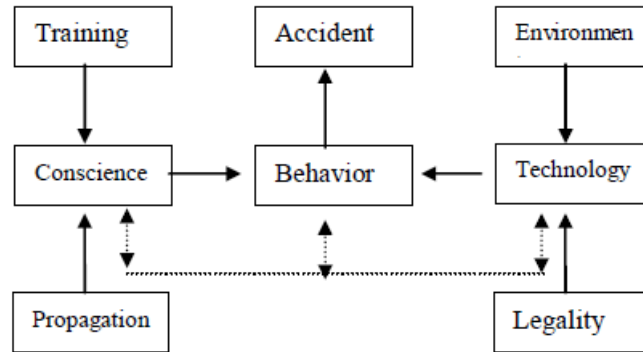 Training
Accident
Environmen
Conscience
Behavior
Technology
Propagation
Legality